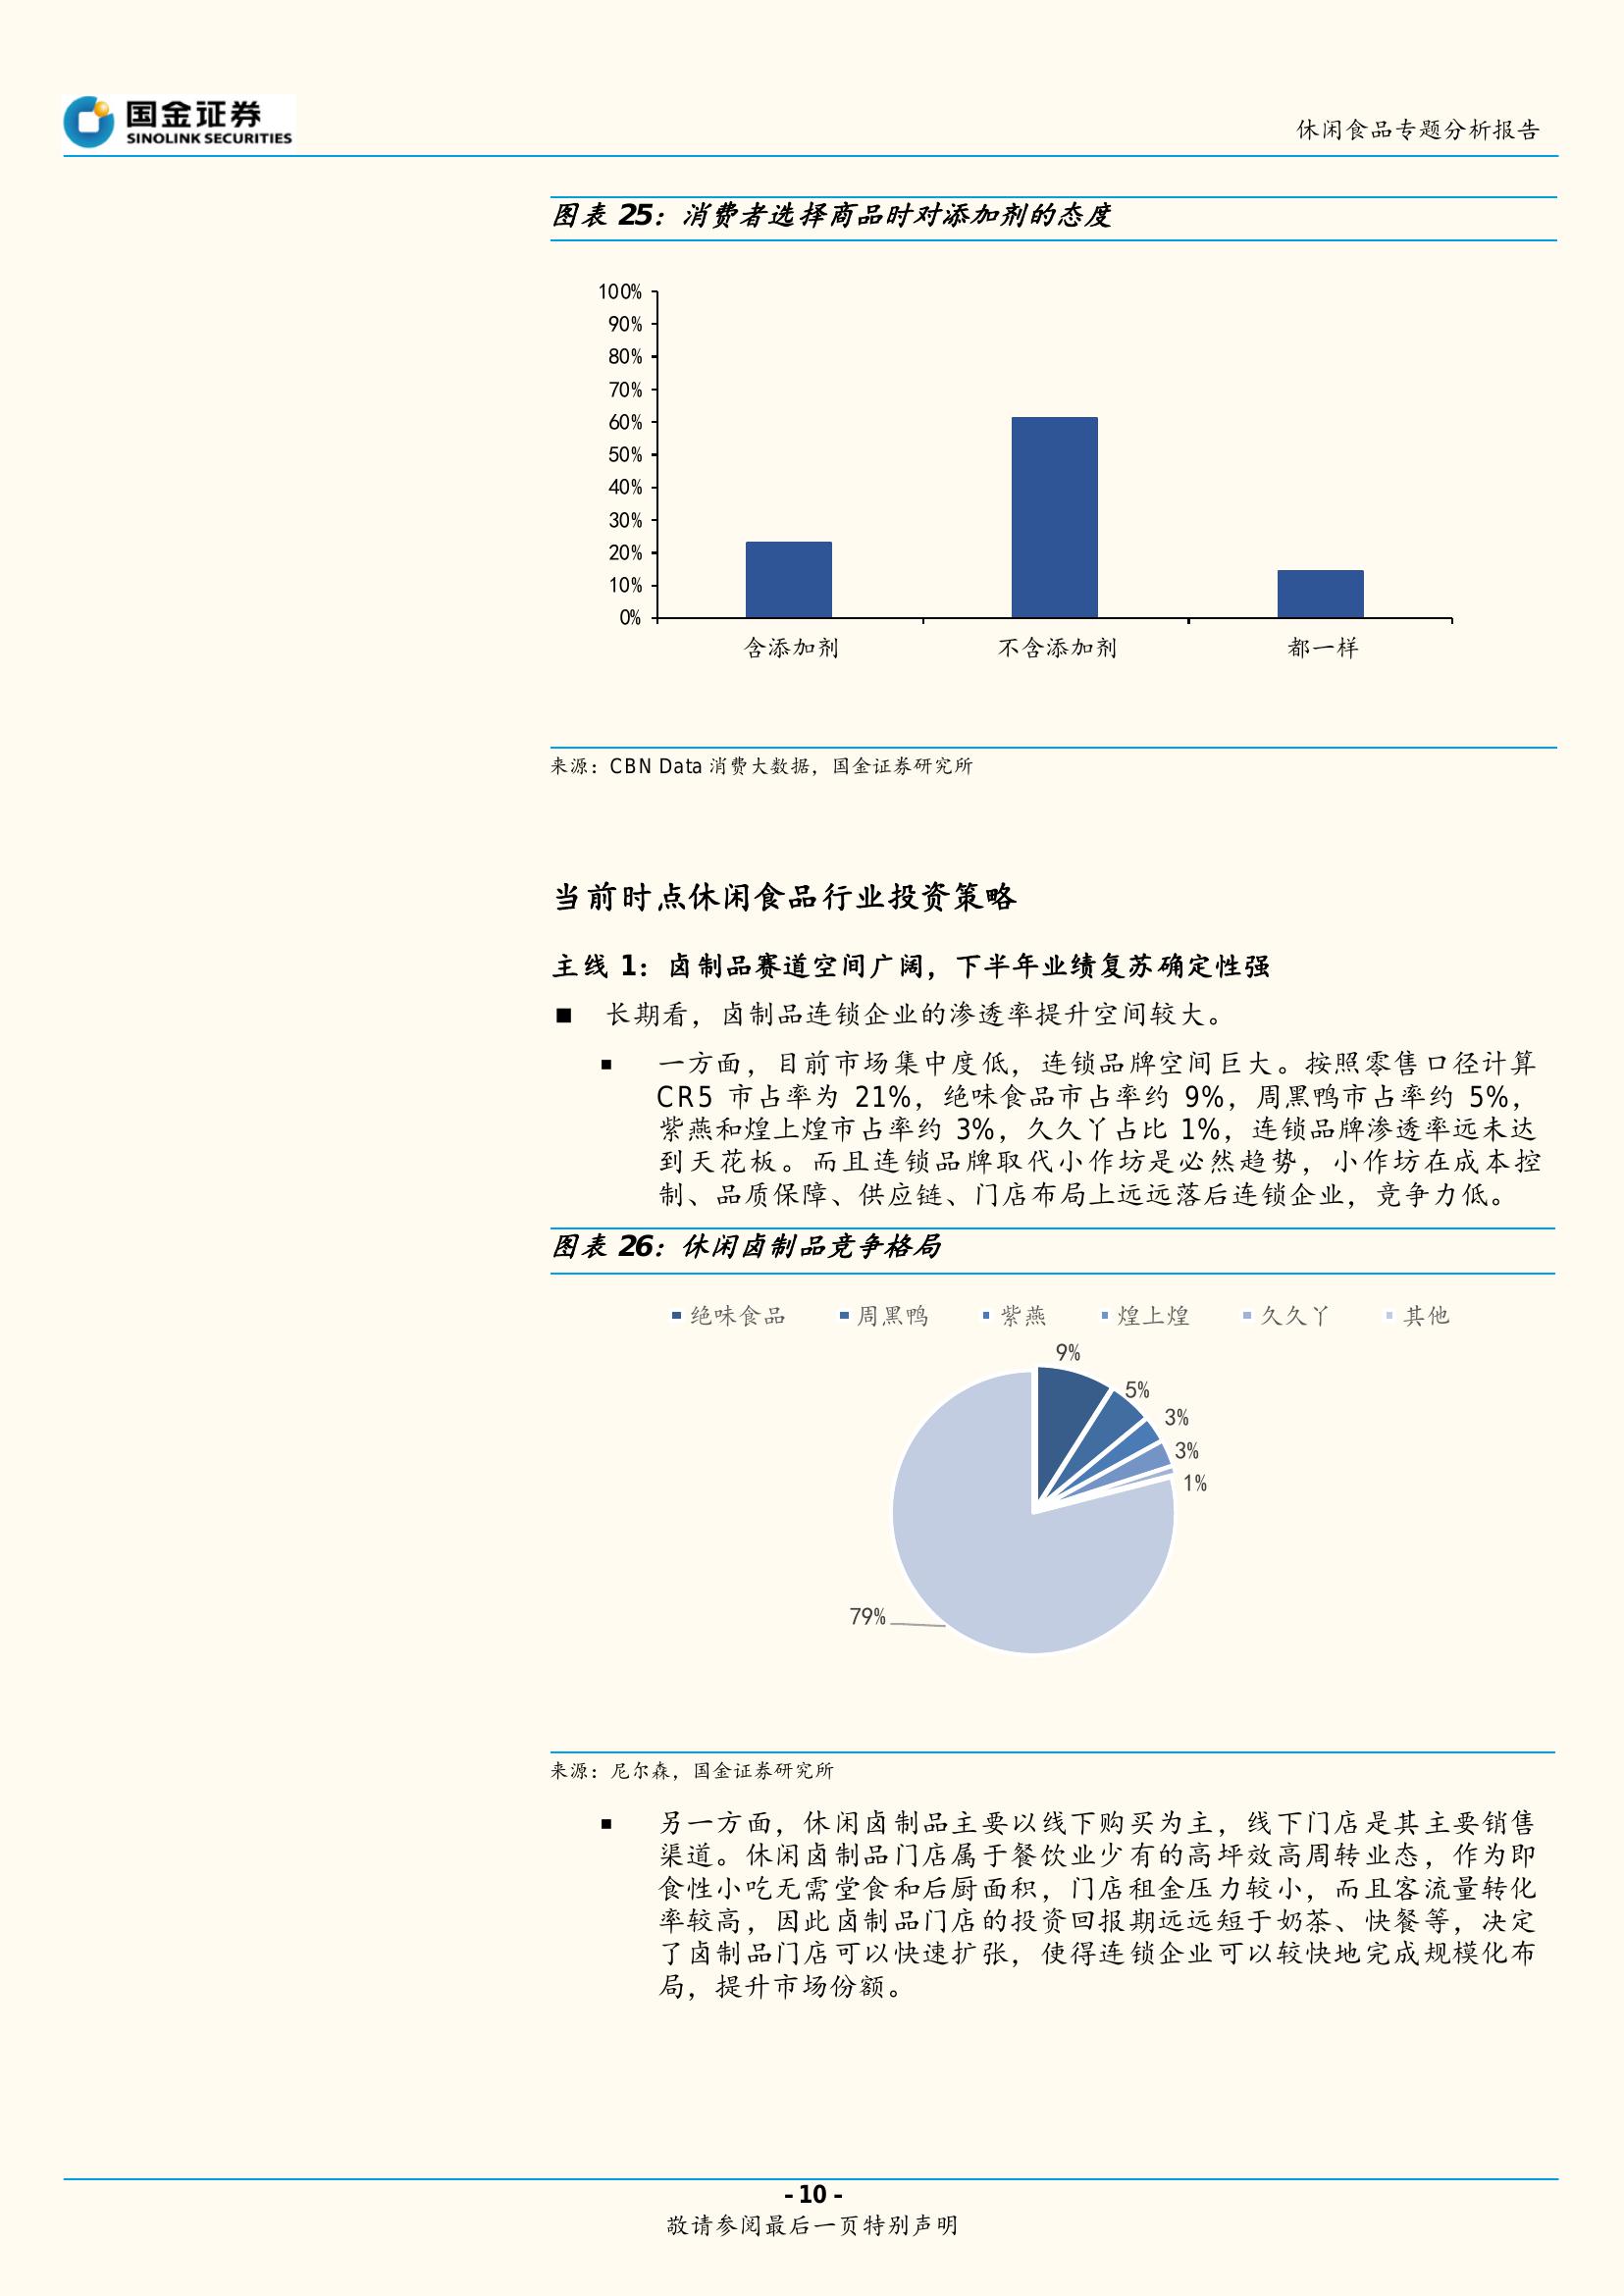 国金证券
SINOLINK SECURITIES
休闲食品专题分析报告
图表 25：消费者选择商品时对添加剂的态度
100%
90%
80%
70%
60%
50%
40%
30%
20%
10%
0%
含添加剂
不含添加剂
都一样
来源：CBN Data 消费大数据，国金证券研究所
当前时点休闲食品行业投资策略
主线 1：卤制品赛道空间广阔，下半年业绩复苏确定性强
■ 长期看，卤制品连锁企业的渗透率提升空间较大。
■ 一方面，目前市场集中度低，连锁品牌空间巨大。按照零售口径计算
CR5 市占率为 21%，绝味食品市占率约 9%，周黑鸭市占率约 5%，
紫燕和煌上煌市占率约 3%，久久丫占比 1%，连锁品牌渗透率远未达
到天花板。而且连锁品牌取代小作坊是必然趋势，小作坊在成本控
制、品质保障、供应链、门店布局上远远落后连锁企业，竞争力低。
图表 26：休闲卤制品竞争格局
绝味食品 周黑鸭 紫燕 煌上煌 久久丫 其他
9%
5%
3%
3%
1%
79%
来源：尼尔森，国金证券研究所
■ 另一方面，休闲卤制品主要以线下购买为主，线下门店是其主要销售
渠道。休闲卤制品门店属于餐饮业少有的高坪效高周转业态，作为即
食性小吃无需堂食和后厨面积，门店租金压力较小，而且客流量转化
率较高，因此卤制品门店的投资回报期远远短于奶茶、快餐等，决定
了卤制品门店可以快速扩张，使得连锁企业可以较快地完成规模化布
局，提升市场份额。
- 10 -
敬请参阅最后一页特别声明